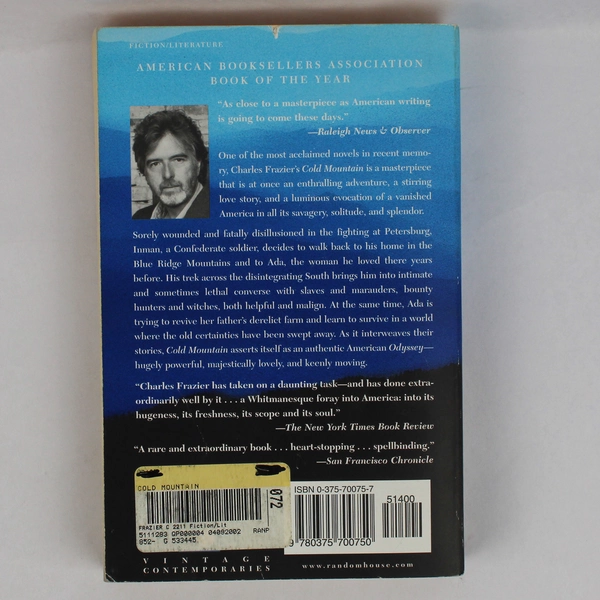 FICTION/LITERATURE
AMERICAN BOOKSELLERS ASSOCIATION
BOOK OF THE YEAR
“As close to a masterpiece as American writing
is going to come these days.”
—Raleigh News & Observer
One of the most acclaimed novels in recent memo-
ry, Charles Frazier’s Cold Mountain is a masterpiece
that is at once an enthralling adventure, a stirring
love story, and a luminous evocation of a vanished
America in all its savagery, solitude, and splendor.
Sorely wounded and fatally disillusioned in the fighting at Petersburg,
Inman, a Confederate soldier, decides to walk back to his home in the
Blue Ridge Mountains and to Ada, the woman he loved there years
before. His trek across the disintegrating South brings him into intimate
and sometimes lethal converse with slaves and marauders, bounty
hunters and witches, both helpful and malign. At the same time, Ada is
trying to revive her father’s derelict farm and learn to survive in a world
where the old certainties have been swept away. As it interweaves their
stories, Cold Mountain asserts itself as an authentic American Odyssey—
hugely powerful, majestically lovely, and keenly moving.
“Charles Frazier has taken on a daunting task—and has done extra-
ordinarily well by it . . . a Whitmanesque foray into America: into its
hugeness, its freshness, its scope and its soul.”
—The New York Times Book Review
“A rare and extraordinary book . . . heart-stopping . . . spellbinding.”
—San Francisco Chronicle
COLD MOUNTAIN
072
FRAZIER C 2211 Fiction/Lit
5111283 QP000004 04092002 RANP
852- G 533445
ISBN 0-375-70075-7
51400
9 780375 700750
VINTAGE
CONTEMPORARIES
www.randomhouse.com